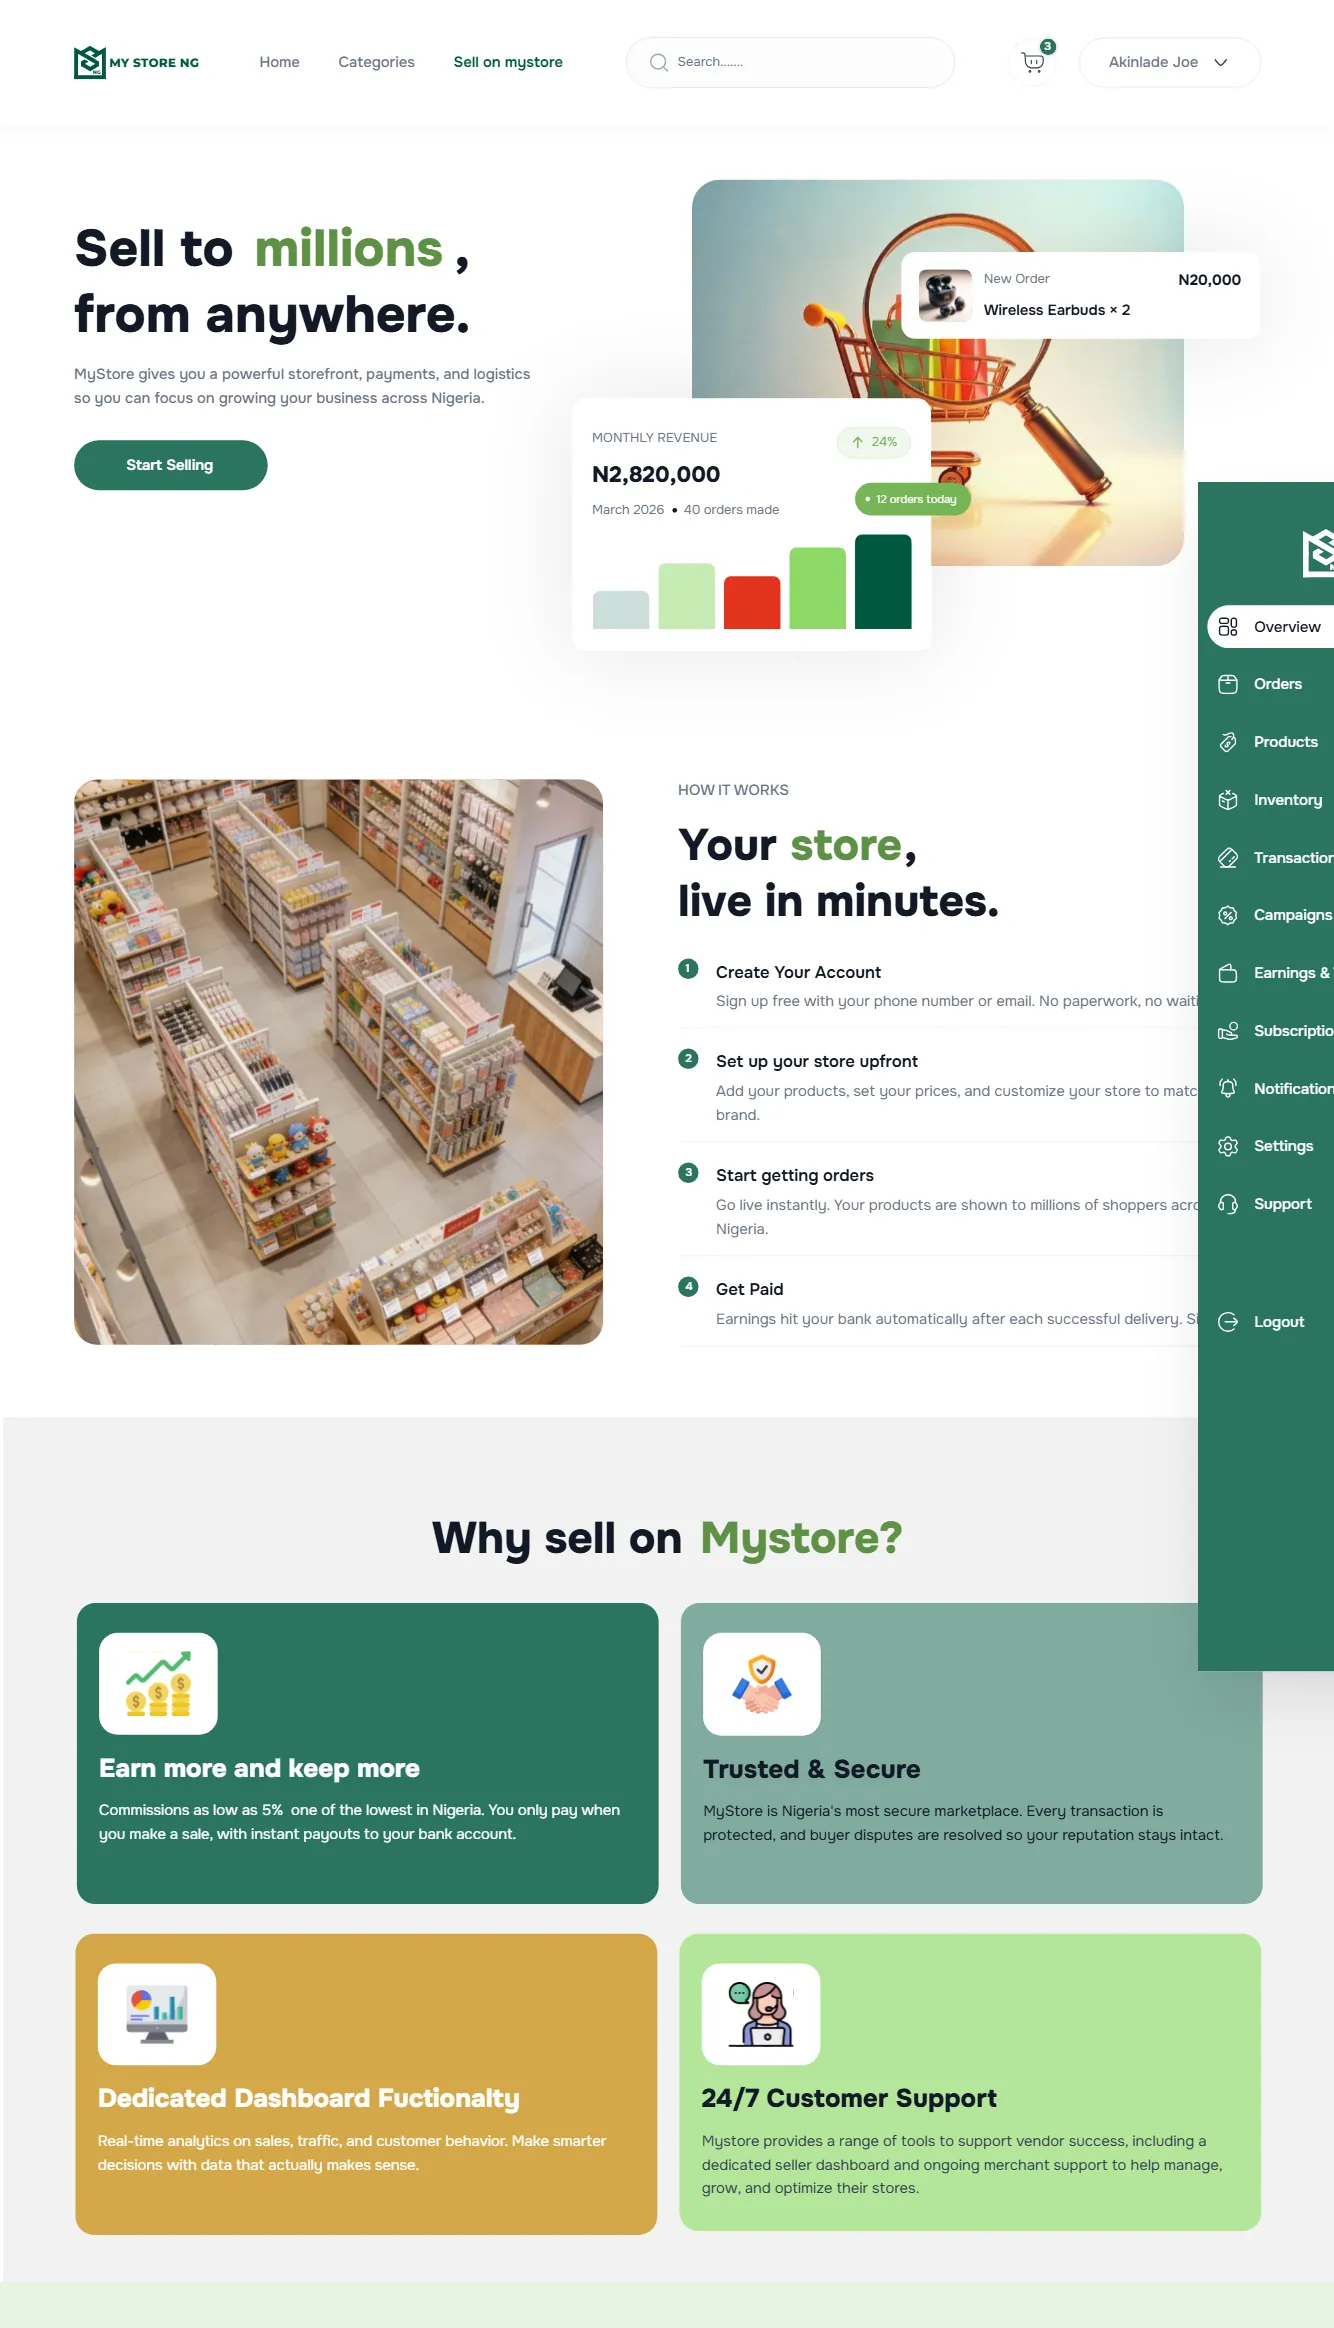 MY STORE NG
Home
Categories
Sell on mystore
Search.......
3
Akinlade Joe
Sell to millions ,
from anywhere.
MyStore gives you a powerful storefront, payments, and logistics
so you can focus on growing your business across Nigeria.
Start Selling
New Order
N20,000
Wireless Earbuds × 2
MONTHLY REVENUE
24%
N2,820,000
12 orders today
March 2026 • 40 orders made
Overview
Orders
Products
Inventory
Transaction
Campaigns
Earnings &
Subscriptio
Notification
Settings
Support
Logout
HOW IT WORKS
Your store,
live in minutes.
1
Create Your Account
Sign up free with your phone number or email. No paperwork, no waiti
2
Set up your store upfront
Add your products, set your prices, and customize your store to matc
brand.
3
Start getting orders
Go live instantly. Your products are shown to millions of shoppers acro
Nigeria.
4
Get Paid
Earnings hit your bank automatically after each successful delivery. Si
Why sell on Mystore?
Earn more and keep more
Commissions as low as 5% one of the lowest in Nigeria. You only pay when
you make a sale, with instant payouts to your bank account.
Trusted & Secure
MyStore is Nigeria's most secure marketplace. Every transaction is
protected, and buyer disputes are resolved so your reputation stays intact.
Dedicated Dashboard Fuctionalty
Real-time analytics on sales, traffic, and customer behavior. Make smarter
decisions with data that actually makes sense.
24/7 Customer Support
Mystore provides a range of tools to support vendor success, including a
dedicated seller dashboard and ongoing merchant support to help manage,
grow, and optimize their stores.